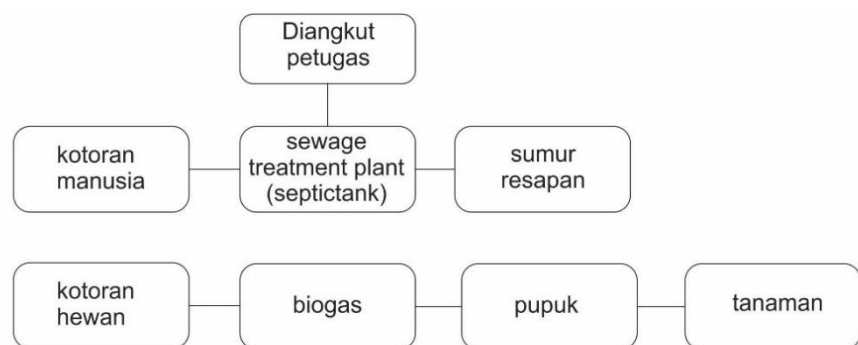 Diangkut
petugas
kotoran
manusia
sewage
treatment plant
(septictank)
sumur
resapan
kotoran
hewan
biogas
pupuk
tanaman